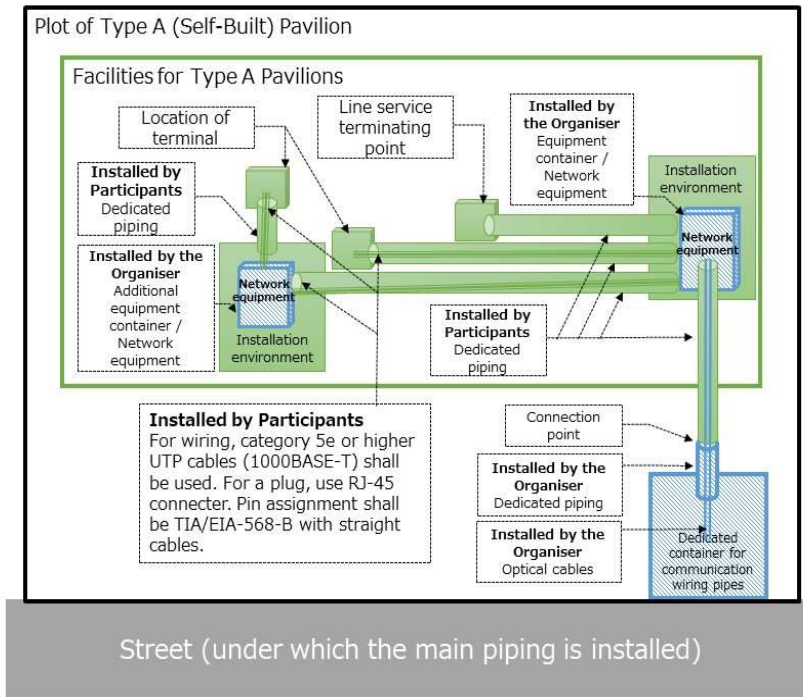 Plot of Type A (Self-Built) Pavilion
Facilities for Type A Pavilions
Location of
terminal
Line service
terminating
point
Installed by
the Organiser
Equipment
container /
Network
equipment
Installation
environment
Network
equipment
Installed by
Participants
Dedicated
piping
Installed by the
Organiser
Additional
equipment
container /
Network
equipment
Network
equipment
Installation
environment
Installed by
Participants
Dedicated
piping
Installed by Participants
For wiring, category 5e or higher
UTP cables (1000BASE-T) shall
be used. For a plug, use RJ-45
connecter. Pin assignment shall
be TIA/EIA-568-B with straight
cables.
Connection
point
Installed by the
Organiser
Dedicated piping
Installed by the
Organiser
Optical cables
Dedicated
container for
communication
wiring pipes
Street (under which the main piping is installed)